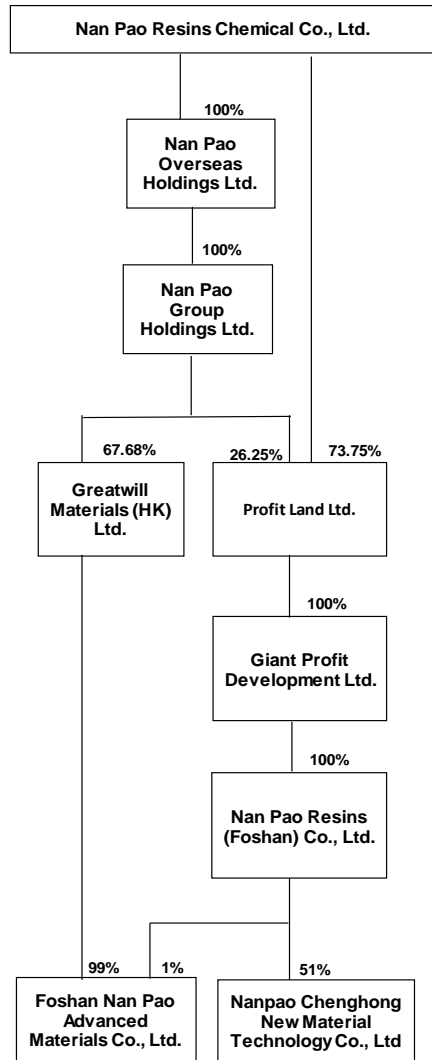 Nan Pao Resins Chemical Co., Ltd.
100%
Nan Pao
Overseas
Holdings Ltd.
100%
Nan Pao
Group
Holdings Ltd.
67.68%
26.25%
73.75%
Greatwill
Materials (HK)
Ltd.
Profit Land Ltd.
100%
Giant Profit
Development Ltd.
100%
Nan Pao Resins
(Foshan) Co., Ltd.
99%
1%
51%
Foshan Nan Pao
Advanced
Materials Co., Ltd.
Nanpao Chenghong
New Material
Technology Co., Ltd